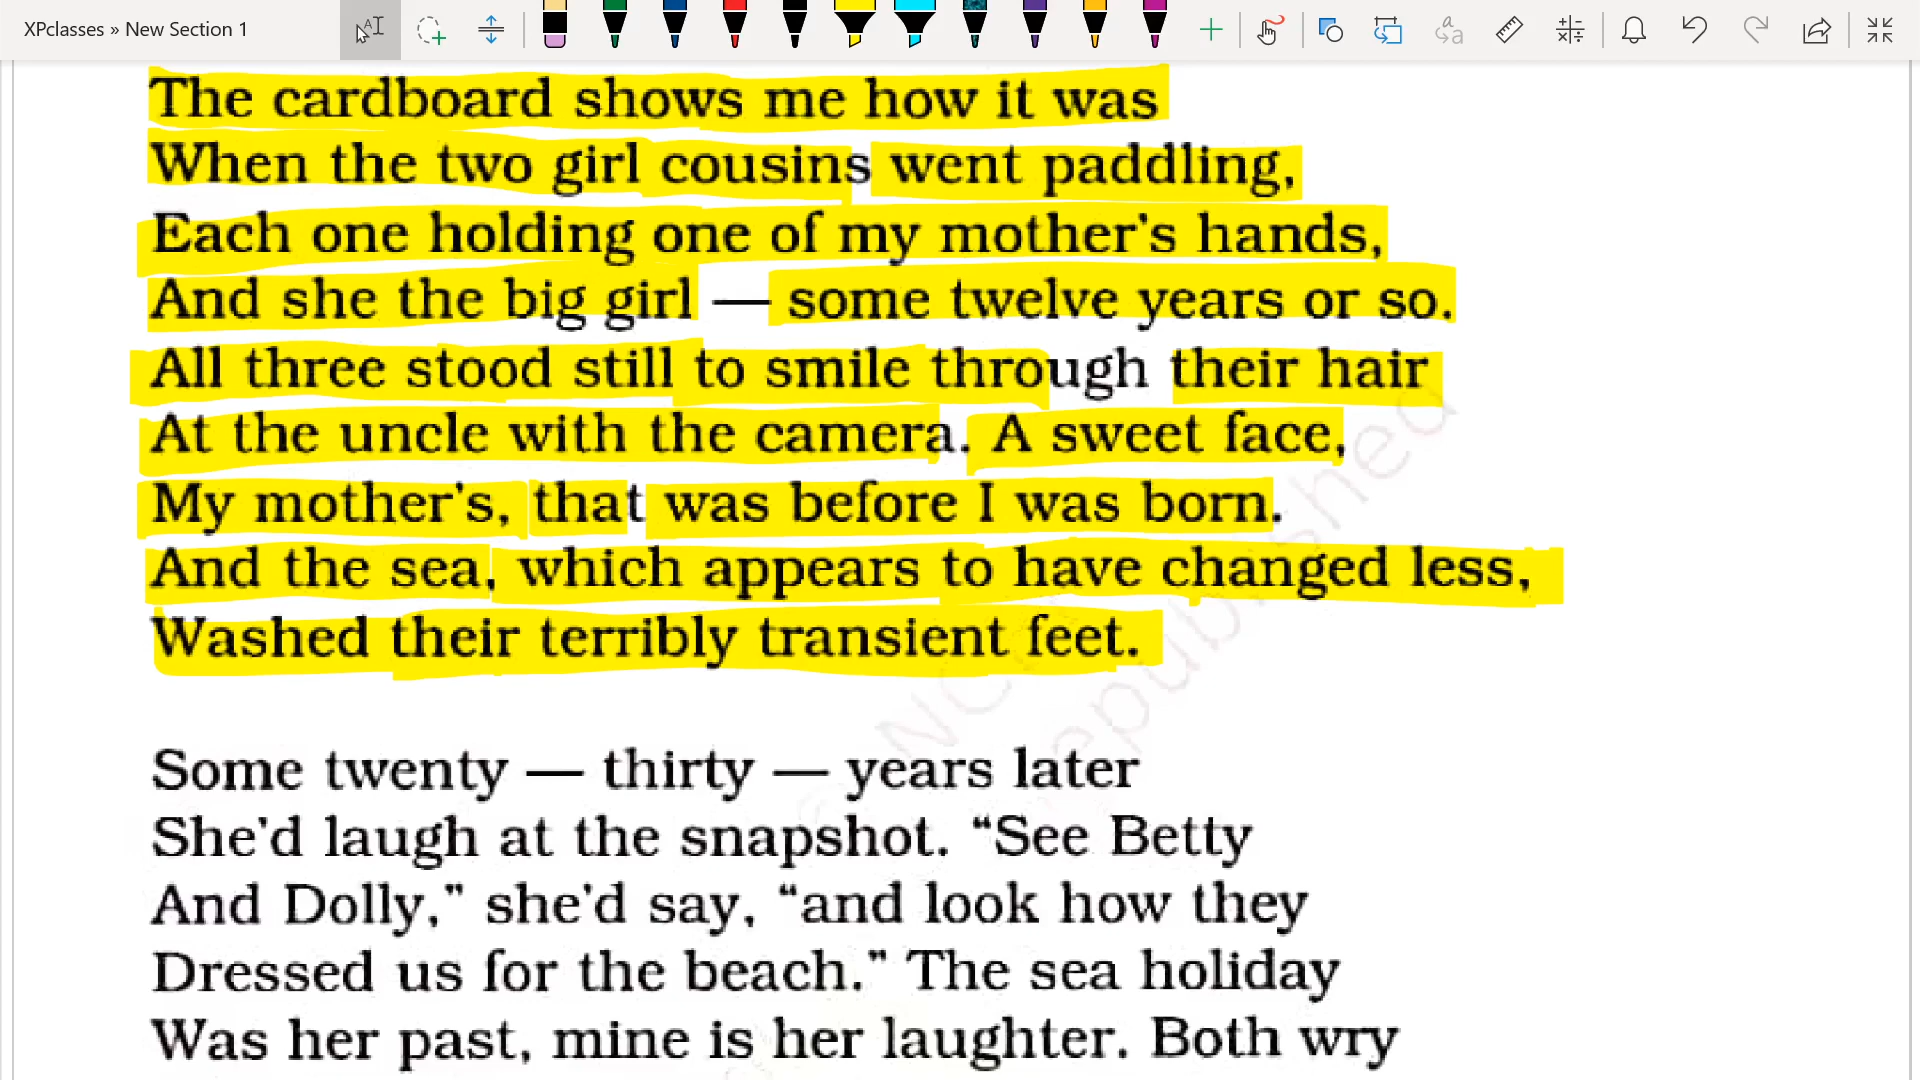 XPclasses » New Section 1
The cardboard shows me how it was
When the two girl cousins went paddling,
Each one holding one of my mother's hands,
And she the big girl — some twelve years or so.
All three stood still to smile through their hair
At the uncle with the camera. A sweet face,
My mother's, that was before I was born.
And the sea, which appears to have changed less,
Washed their terribly transient feet.
Some twenty — thirty — years later
She'd laugh at the snapshot. “See Betty
And Dolly,” she'd say, “and look how they
Dressed us for the beach.” The sea holiday
Was her past, mine is her laughter. Both wry